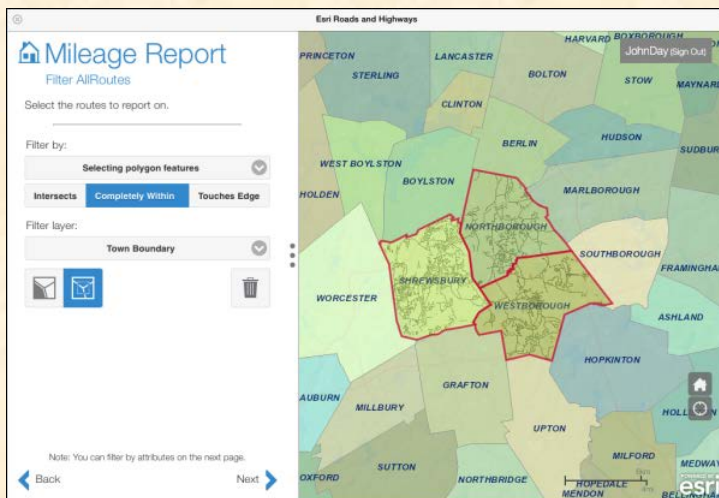 Esri Roads and Highways
Mileage Report
Filter AllRoutes
Select the routes to report on.
Filter by:
Selecting polygon features
Intersects Completely Within Touches Edge
Filter layer:
Town Boundary
Note: You can filter by attributes on the next page.
Back Next
JohnDay (Sign Out)
HARVARD BOXBOROUGH
PRINCETON
LANCASTER
STERLING
BOLTON
STOW
MAYNARD
CLINTON
HUDSON
BERLIN
SUDBUR
WEST BOYLSTON
BOYLSTON
HOLDEN
MARLBOROUGH
NORTHBOROUGH
SOUTHBOROUGH
FRAMINGHA
SHREWSBURY
WORCESTER
WESTBOROUGH
ASHLAND
HOPKINTON
GRAFTON
AUBURN
MILLBURY
UPTON
MILFORD
MEDWAY
SUTTON
OXFORD
NORTHBRIDGE
HOPEDALE
MENDON
esri